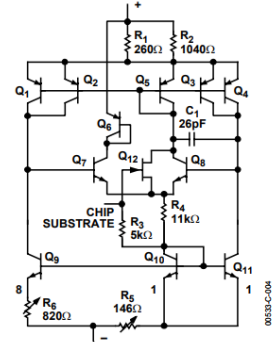 +
R1
260Ω
R2
1040Ω
Q1
Q2
Q5
Q3
Q4
Q6
C1
26pF
Q7
Q12
Q8
CHIP
SUBSTRATE
R3
5kΩ
R4
11kΩ
Q9
Q10
Q11
8
1
1
R6
820Ω
R5
146Ω
–
00533-C-004